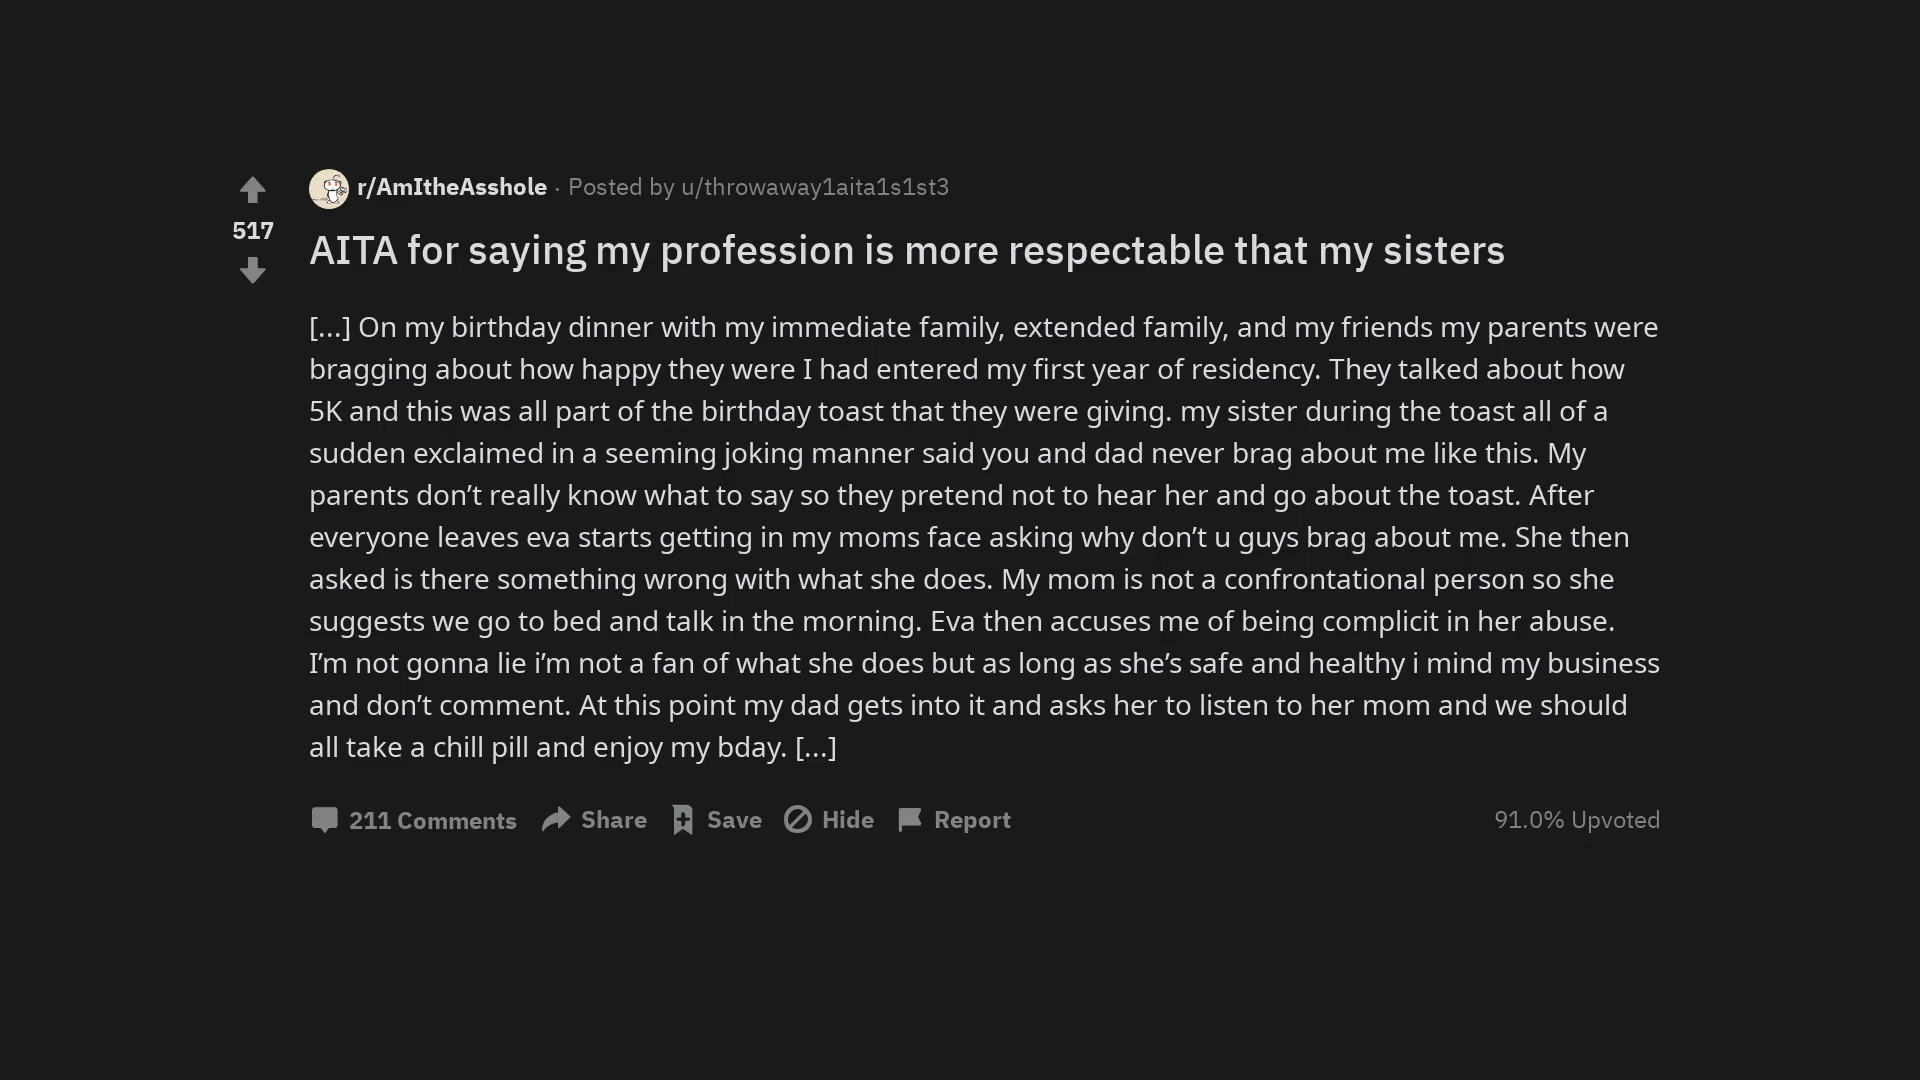 r/AmItheAsshole · Posted by u/throwaway1aita1s1st3
517
AITA for saying my profession is more respectable that my sisters
[...] On my birthday dinner with my immediate family, extended family, and my friends my parents were
bragging about how happy they were I had entered my first year of residency. They talked about how
5K and this was all part of the birthday toast that they were giving. my sister during the toast all of a
sudden exclaimed in a seeming joking manner said you and dad never brag about me like this. My
parents don’t really know what to say so they pretend not to hear her and go about the toast. After
everyone leaves eva starts getting in my moms face asking why don’t u guys brag about me. She then
asked is there something wrong with what she does. My mom is not a confrontational person so she
suggests we go to bed and talk in the morning. Eva then accuses me of being complicit in her abuse.
I’m not gonna lie i’m not a fan of what she does but as long as she’s safe and healthy i mind my business
and don’t comment. At this point my dad gets into it and asks her to listen to her mom and we should
all take a chill pill and enjoy my bday. [...]
211 Comments Share Save Hide Report 91.0% Upvoted